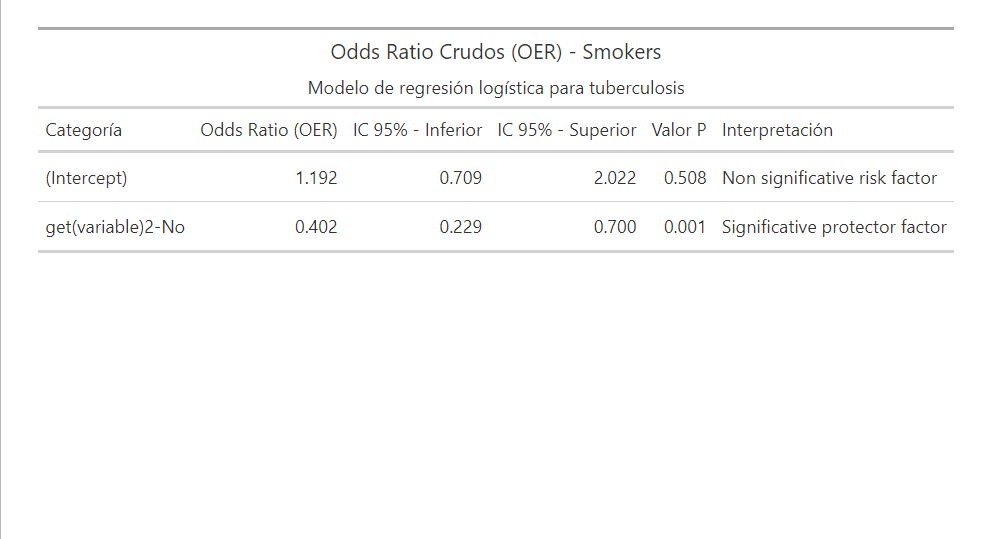 Odds Ratio Crudos (OER) - Smokers
Modelo de regresión logística para tuberculosis
Categoría Odds Ratio (OER) IC 95% - Inferior IC 95% - Superior Valor P Interpretación
(Intercept) 1.192 0.709 2.022 0.508 Non significative risk factor
get(variable)2-No 0.402 0.229 0.700 0.001 Significative protector factor